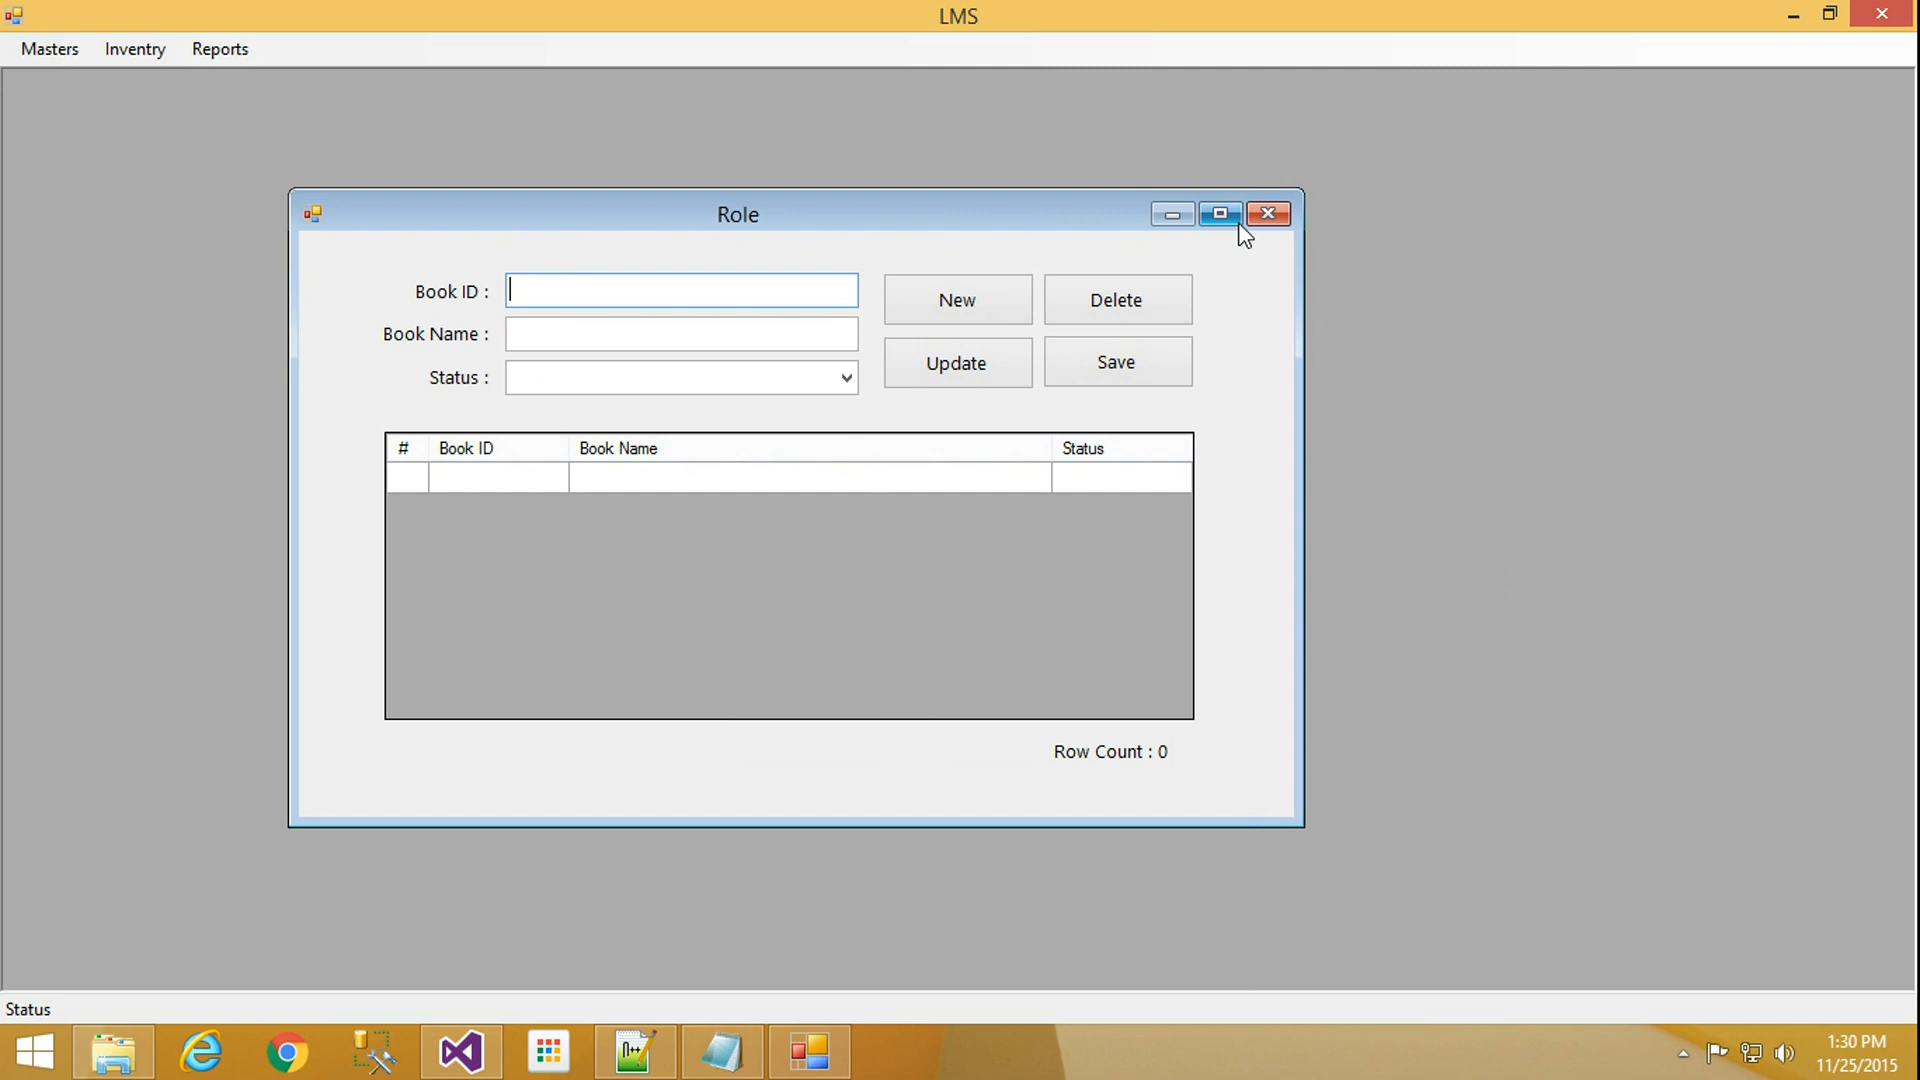 LMS
Masters Inventry Reports
Role
Book ID :
New Delete
Book Name :
Update Save
Status :
# Book ID Book Name Status
Row Count : 0
Status
n++
1:30 PM
11/25/2015